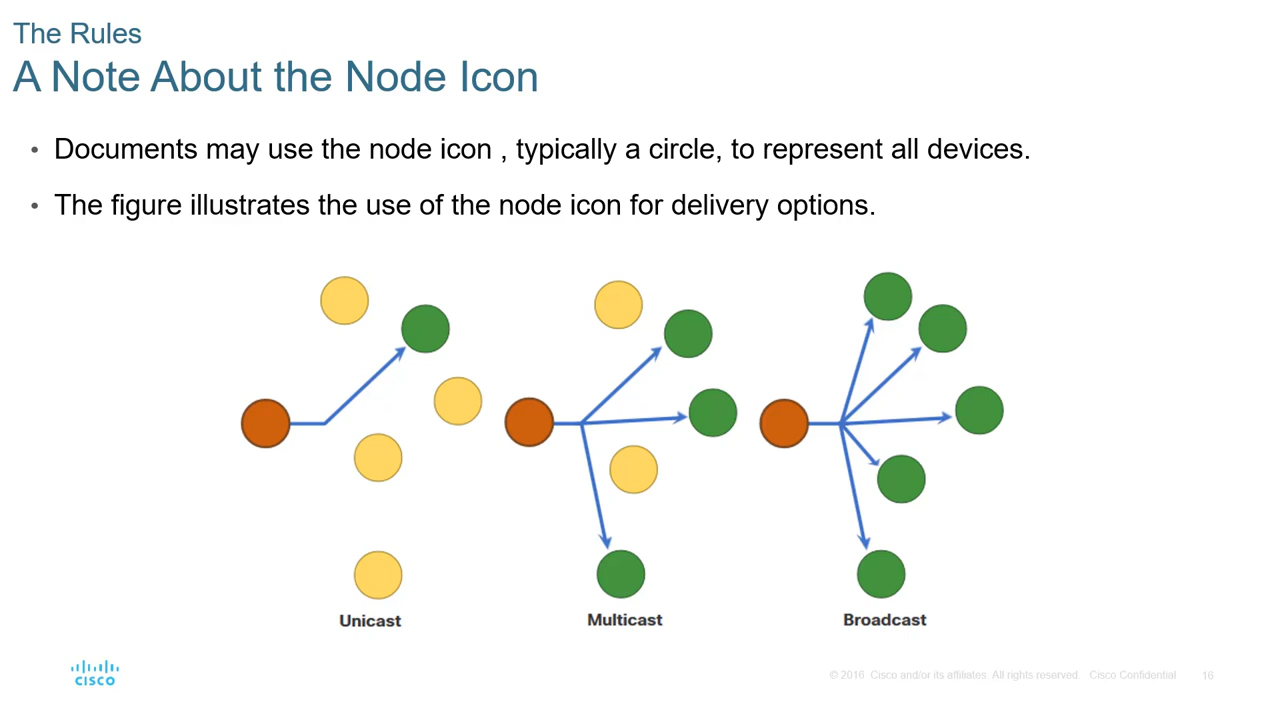 The Rules
A Note About the Node Icon
• Documents may use the node icon , typically a circle, to represent all devices.
• The figure illustrates the use of the node icon for delivery options.
Unicast
Multicast
Broadcast
CISCO
© 2016 Cisco and/or its affiliates. All rights reserved. Cisco Confidential
16